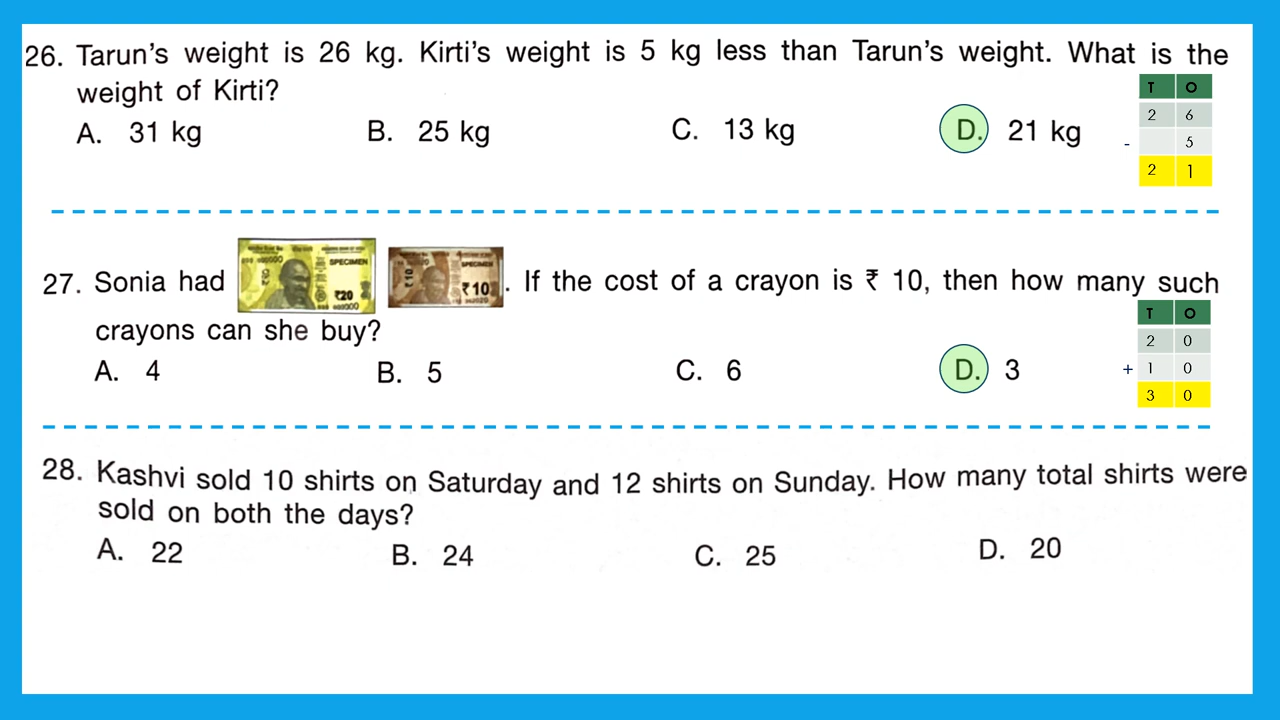 26. Tarun's weight is 26 kg. Kirti's weight is 5 kg less than Tarun's weight. What is the
weight of Kirti?
A. 31 kg B. 25 kg C. 13 kg D. 21 kg
T O
2 6
- 5
2 1
27. Sonia had ₹20 SPECIMEN ₹10 SPECIMEN . If the cost of a crayon is ₹ 10, then how many such
crayons can she buy?
A. 4 B. 5 C. 6 D. 3
T O
2 0
+ 1 0
3 0
28. Kashvi sold 10 shirts on Saturday and 12 shirts on Sunday. How many total shirts were
sold on both the days?
A. 22 B. 24 C. 25 D. 20